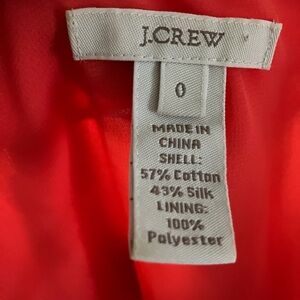 J.CREW
0
MADE IN
CHINA
SHELL:
57% Cotton
43% Silk
LINING:
100%
Polyester